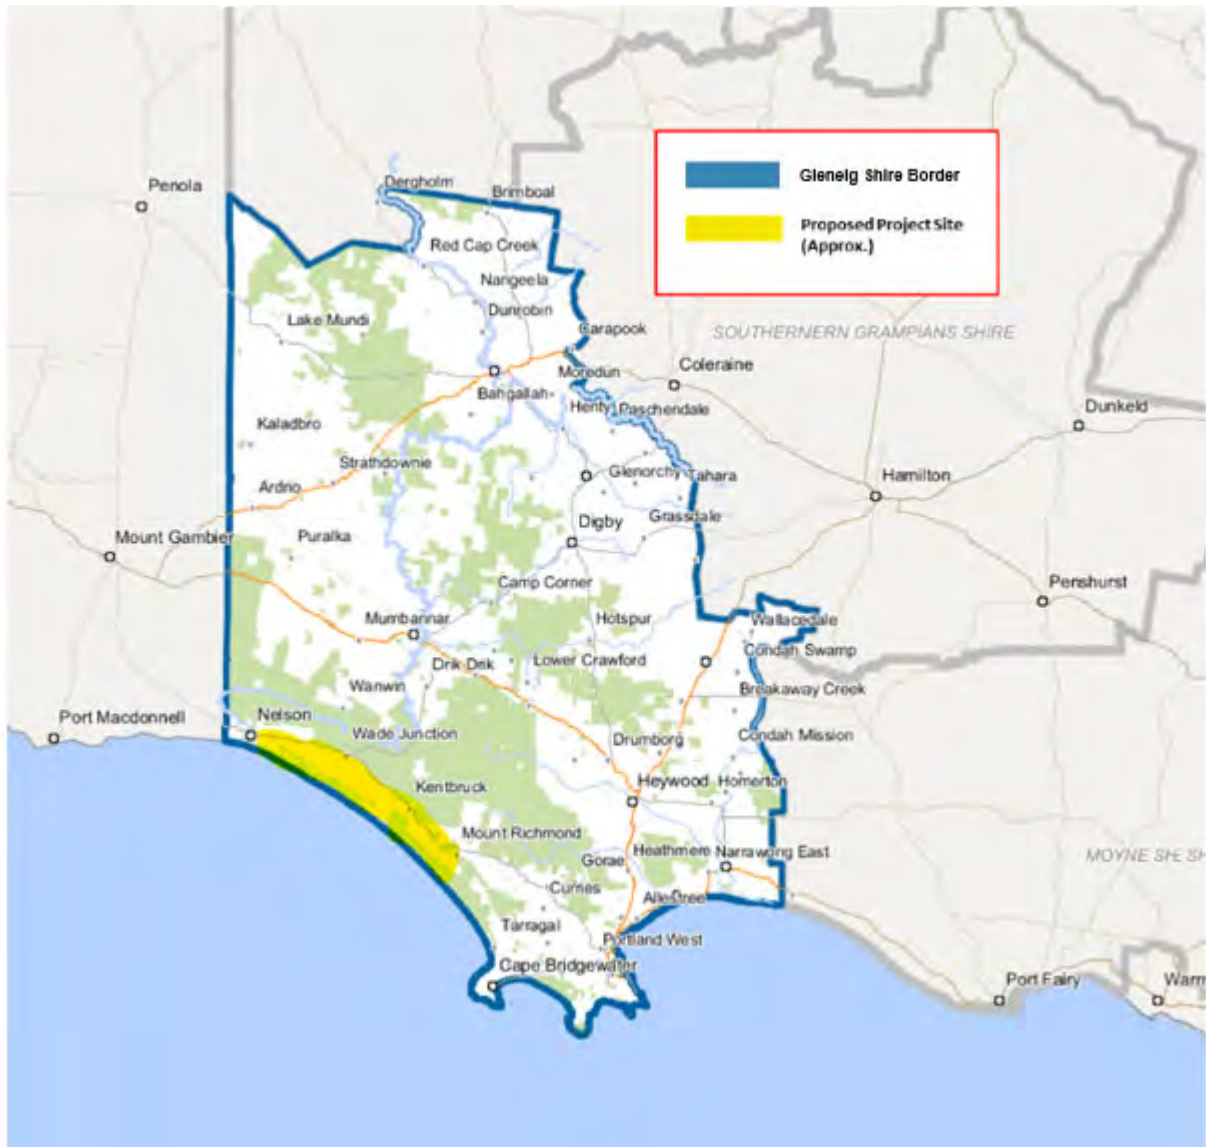 Dergholm
Penola
Brimboal
Glenelg Shire Border
Proposed Project Site
(Approx.)
Red Cap Creek
Nangeela
Dunrobin
Lake Mundi
Carapook
SOUTHERNERN GRAMPIANS SHIRE
Coleraine
Moredun
Bahgallah
Henty
Paschendale
Dunkeld
Kaladbro
Strathdownie
Glenorchy
Tahara
Hamilton
Ardno
Grassdale
Digby
Mount Gambier
Puralka
Camp Corner
Penshurst
Mumbannar
Hotspur
Wallacedale
Condah Swamp
Drik Drik
Lower Crawford
Wanwin
Breakaway Creek
Port Macdonnell
Nelson
Wade Junction
Drumborg
Condah Mission
Kentbruck
Heywood
Homerton
Mount Richmond
Gorae
Heathmere
Narrawong East
MOYNE SHE SH
Curries
Allestree
Tarragal
Portland West
Cape Bridgewater
Port Fairy
Warm